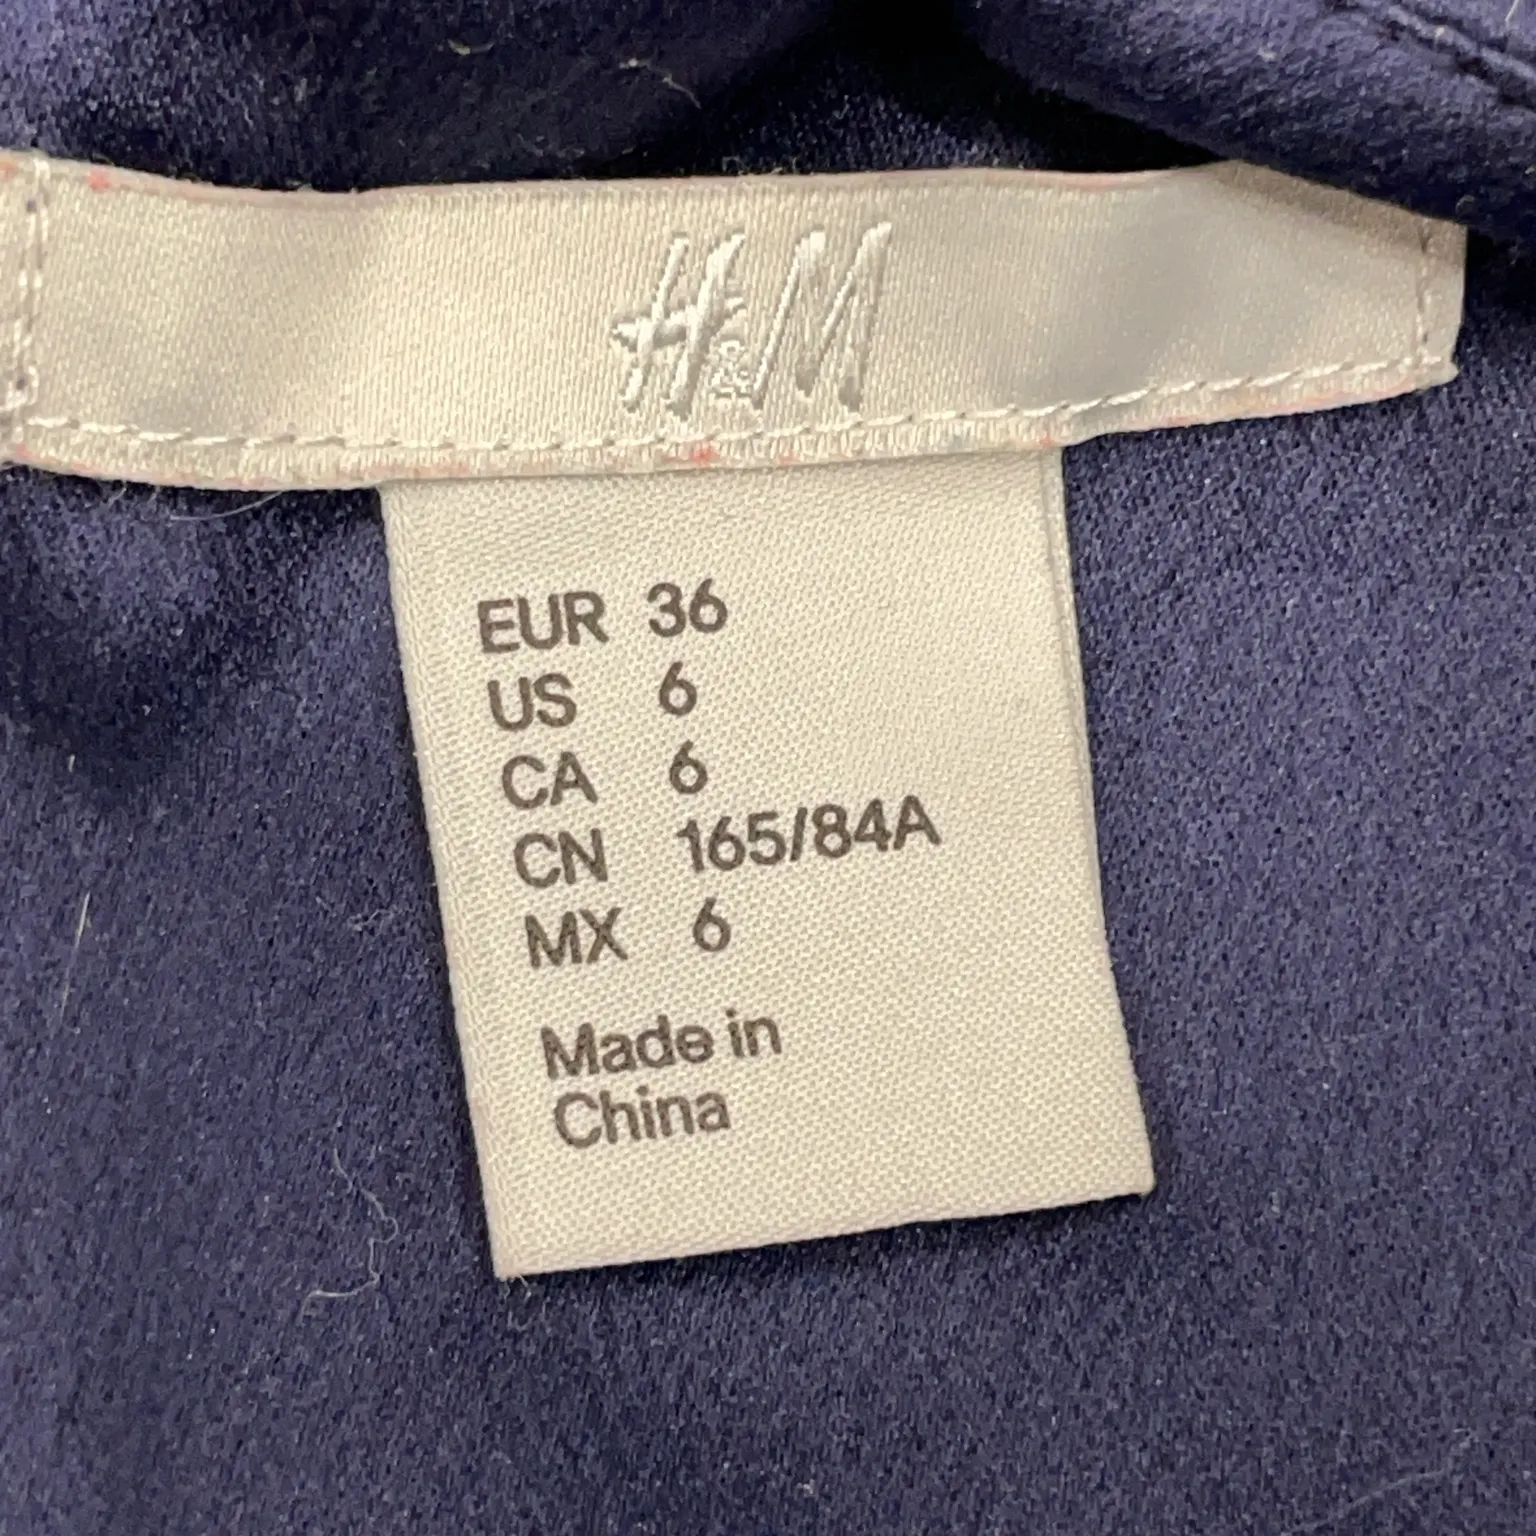 H&M
EUR 36
US 6
CA 6
CN 165/84A
MX 6
Made in
China